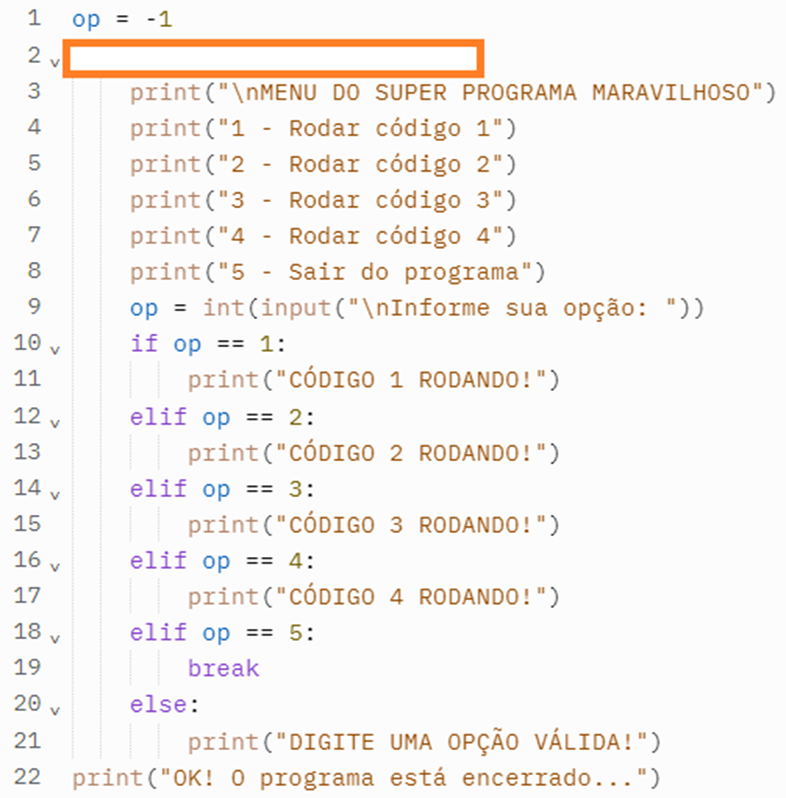 1 op = -1
2
3 print("\nMENU DO SUPER PROGRAMA MARAVILHOSO")
4 print("1 - Rodar código 1")
5 print("2 - Rodar código 2")
6 print("3 - Rodar código 3")
7 print("4 - Rodar código 4")
8 print("5 - Sair do programa")
9 op = int(input("\nInforme sua opção: "))
10 if op == 1:
11 print("CÓDIGO 1 RODANDO!")
12 elif op == 2:
13 print("CÓDIGO 2 RODANDO!")
14 elif op == 3:
15 print("CÓDIGO 3 RODANDO!")
16 elif op == 4:
17 print("CÓDIGO 4 RODANDO!")
18 elif op == 5:
19 break
20 else:
21 print("DIGITE UMA OPÇÃO VÁLIDA!")
22 print("OK! O programa está encerrado...")